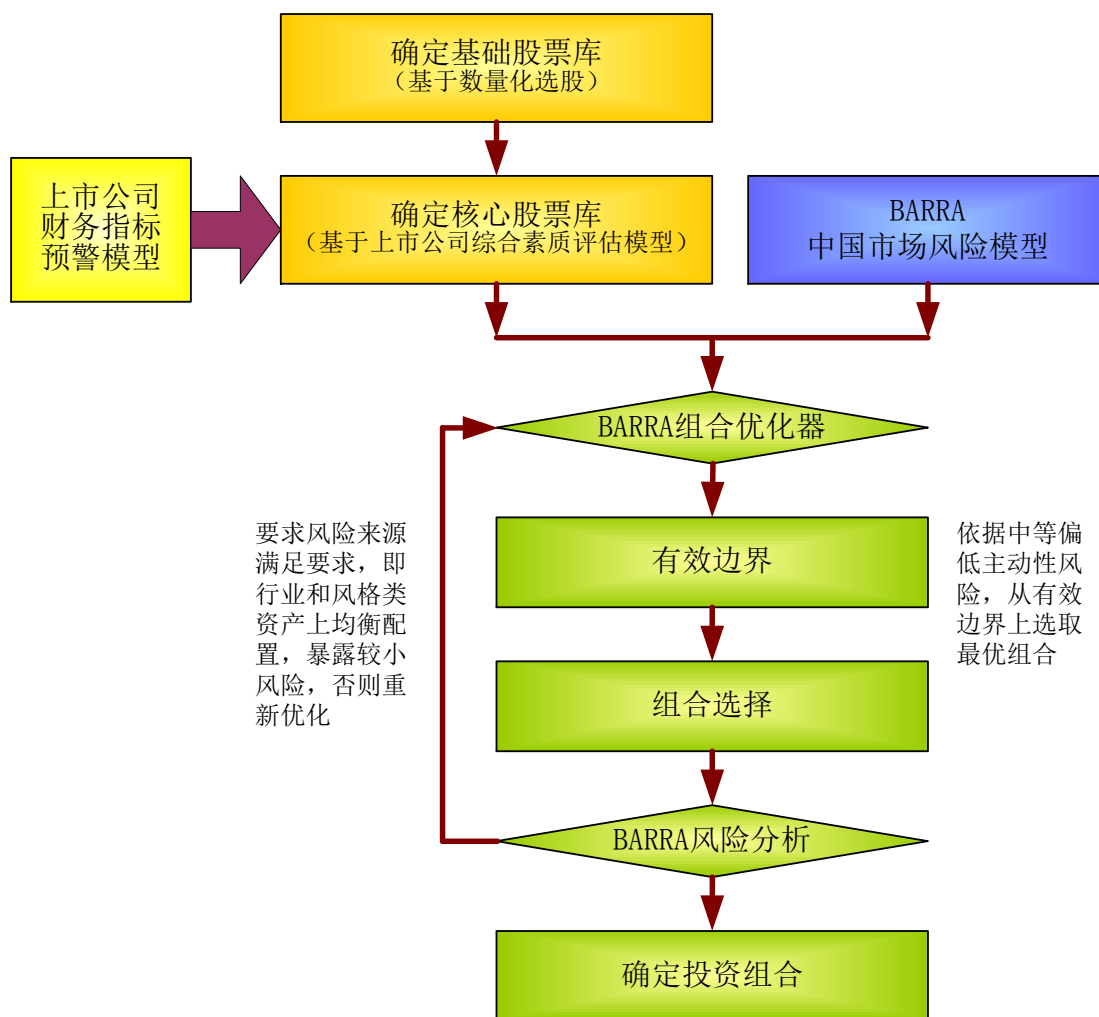 确定基础股票库
（基于数量化选股）
上市公司
财务指标
预警模型
确定核心股票库
（基于上市公司综合素质评估模型）
BARRA
中国市场风险模型
BARRA组合优化器
要求风险来源
满足要求，即
行业和风格类
资产上均衡配
置，暴露较小
风险，否则重
新优化
有效边界
依据中等偏
低主动性风
险，从有效
边界上选取
最优组合
组合选择
BARRA风险分析
确定投资组合